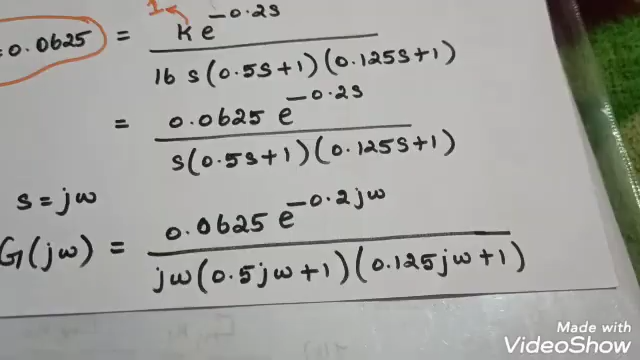 1
=0.0625 = K e^-0.2s
16 s(0.5s+1)(0.125s+1)
= 0.0625 e^-0.2s
s(0.5s+1)(0.125s+1)
s = jω
G(jω) = 0.0625 e^-0.2jω
jω(0.5jω+1)(0.125jω+1)
Made with
VideoShow